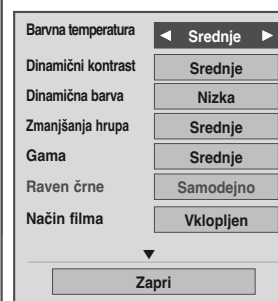 Barvna temperatura ◄ Srednje ►
Dinamični kontrast Srednje
Dinamična barva Nizka
Zmanjšanja hrupa Srednje
Gama Srednje
Raven črne Samodejno
Način filma Vklopljen
▼
Zapri